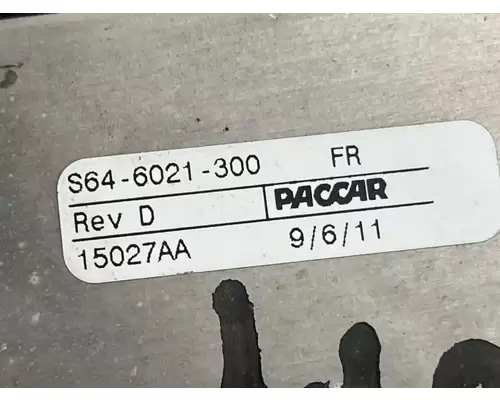 S64-6021-300 FR
Rev D PACCAR
15027AA 9/6/11